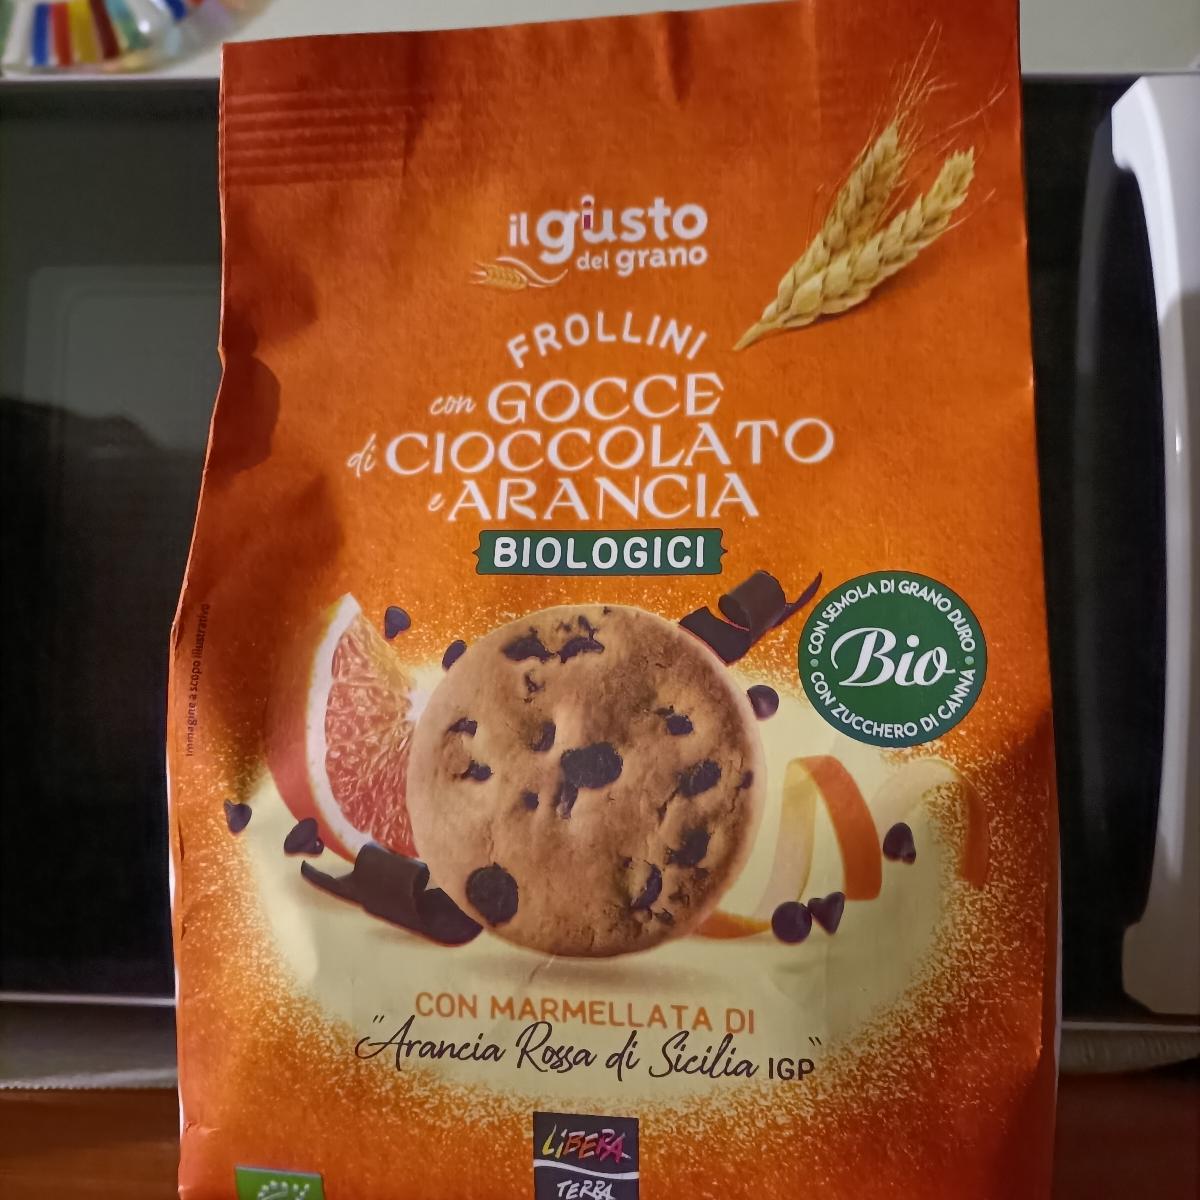 il giusto
del grano
FROLLINI
con GOCCE
di CIOCCOLATO
e ARANCIA
BIOLOGICI
CON SEMOLA DI GRANO DURO
Bio
CON ZUCCHERO DI CANNA
Immagine a scopo illustrativo
CON MARMELLATA DI
"Arancia Rossa di Sicilia IGP"
LIBERA
TERRA